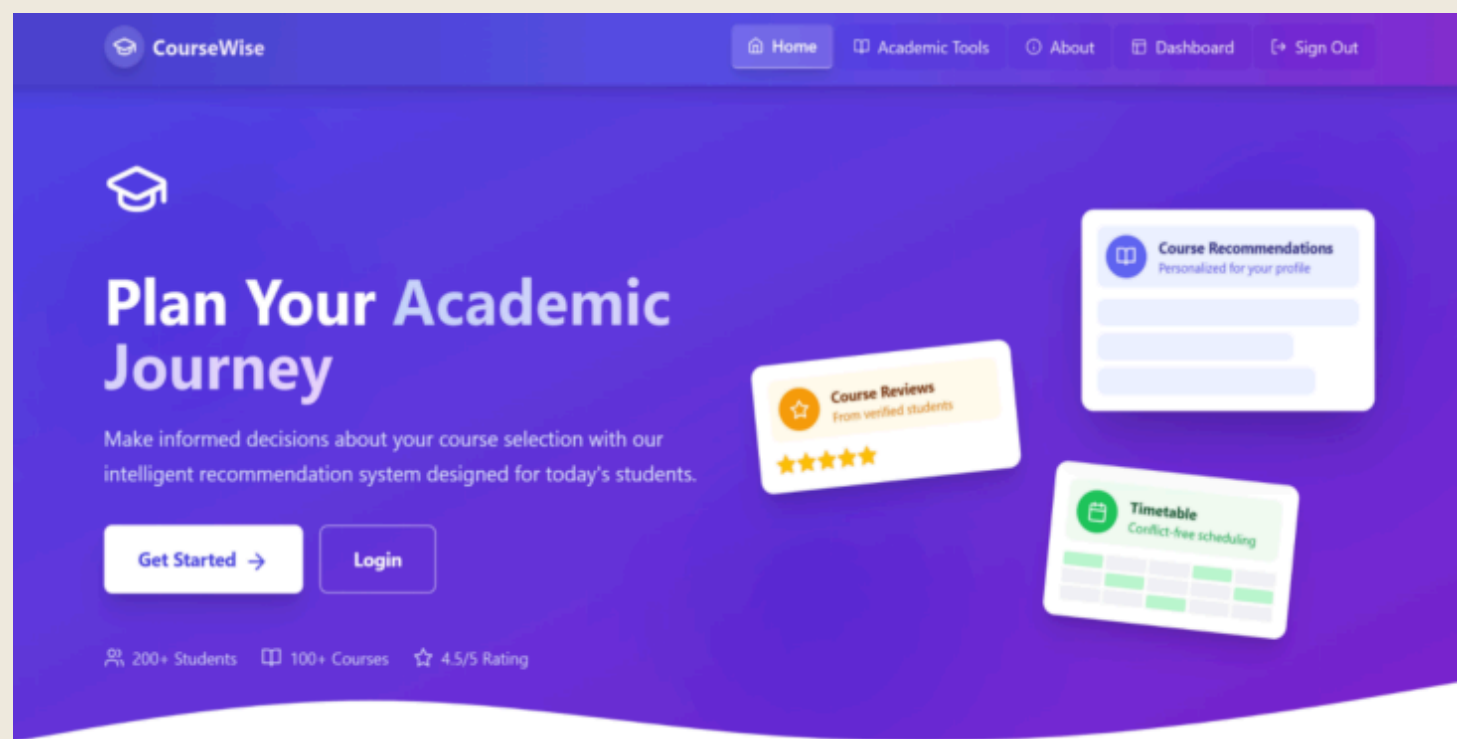 CourseWise
Home
Academic Tools
About
Dashboard
Sign Out
Plan Your Academic
Journey
Make informed decisions about your course selection with our
intelligent recommendation system designed for today's students.
Get Started
Login
200+ Students
100+ Courses
4.5/5 Rating
Course Recommendations
Personalized for your profile
Course Reviews
From verified students
Timetable
Conflict-free scheduling